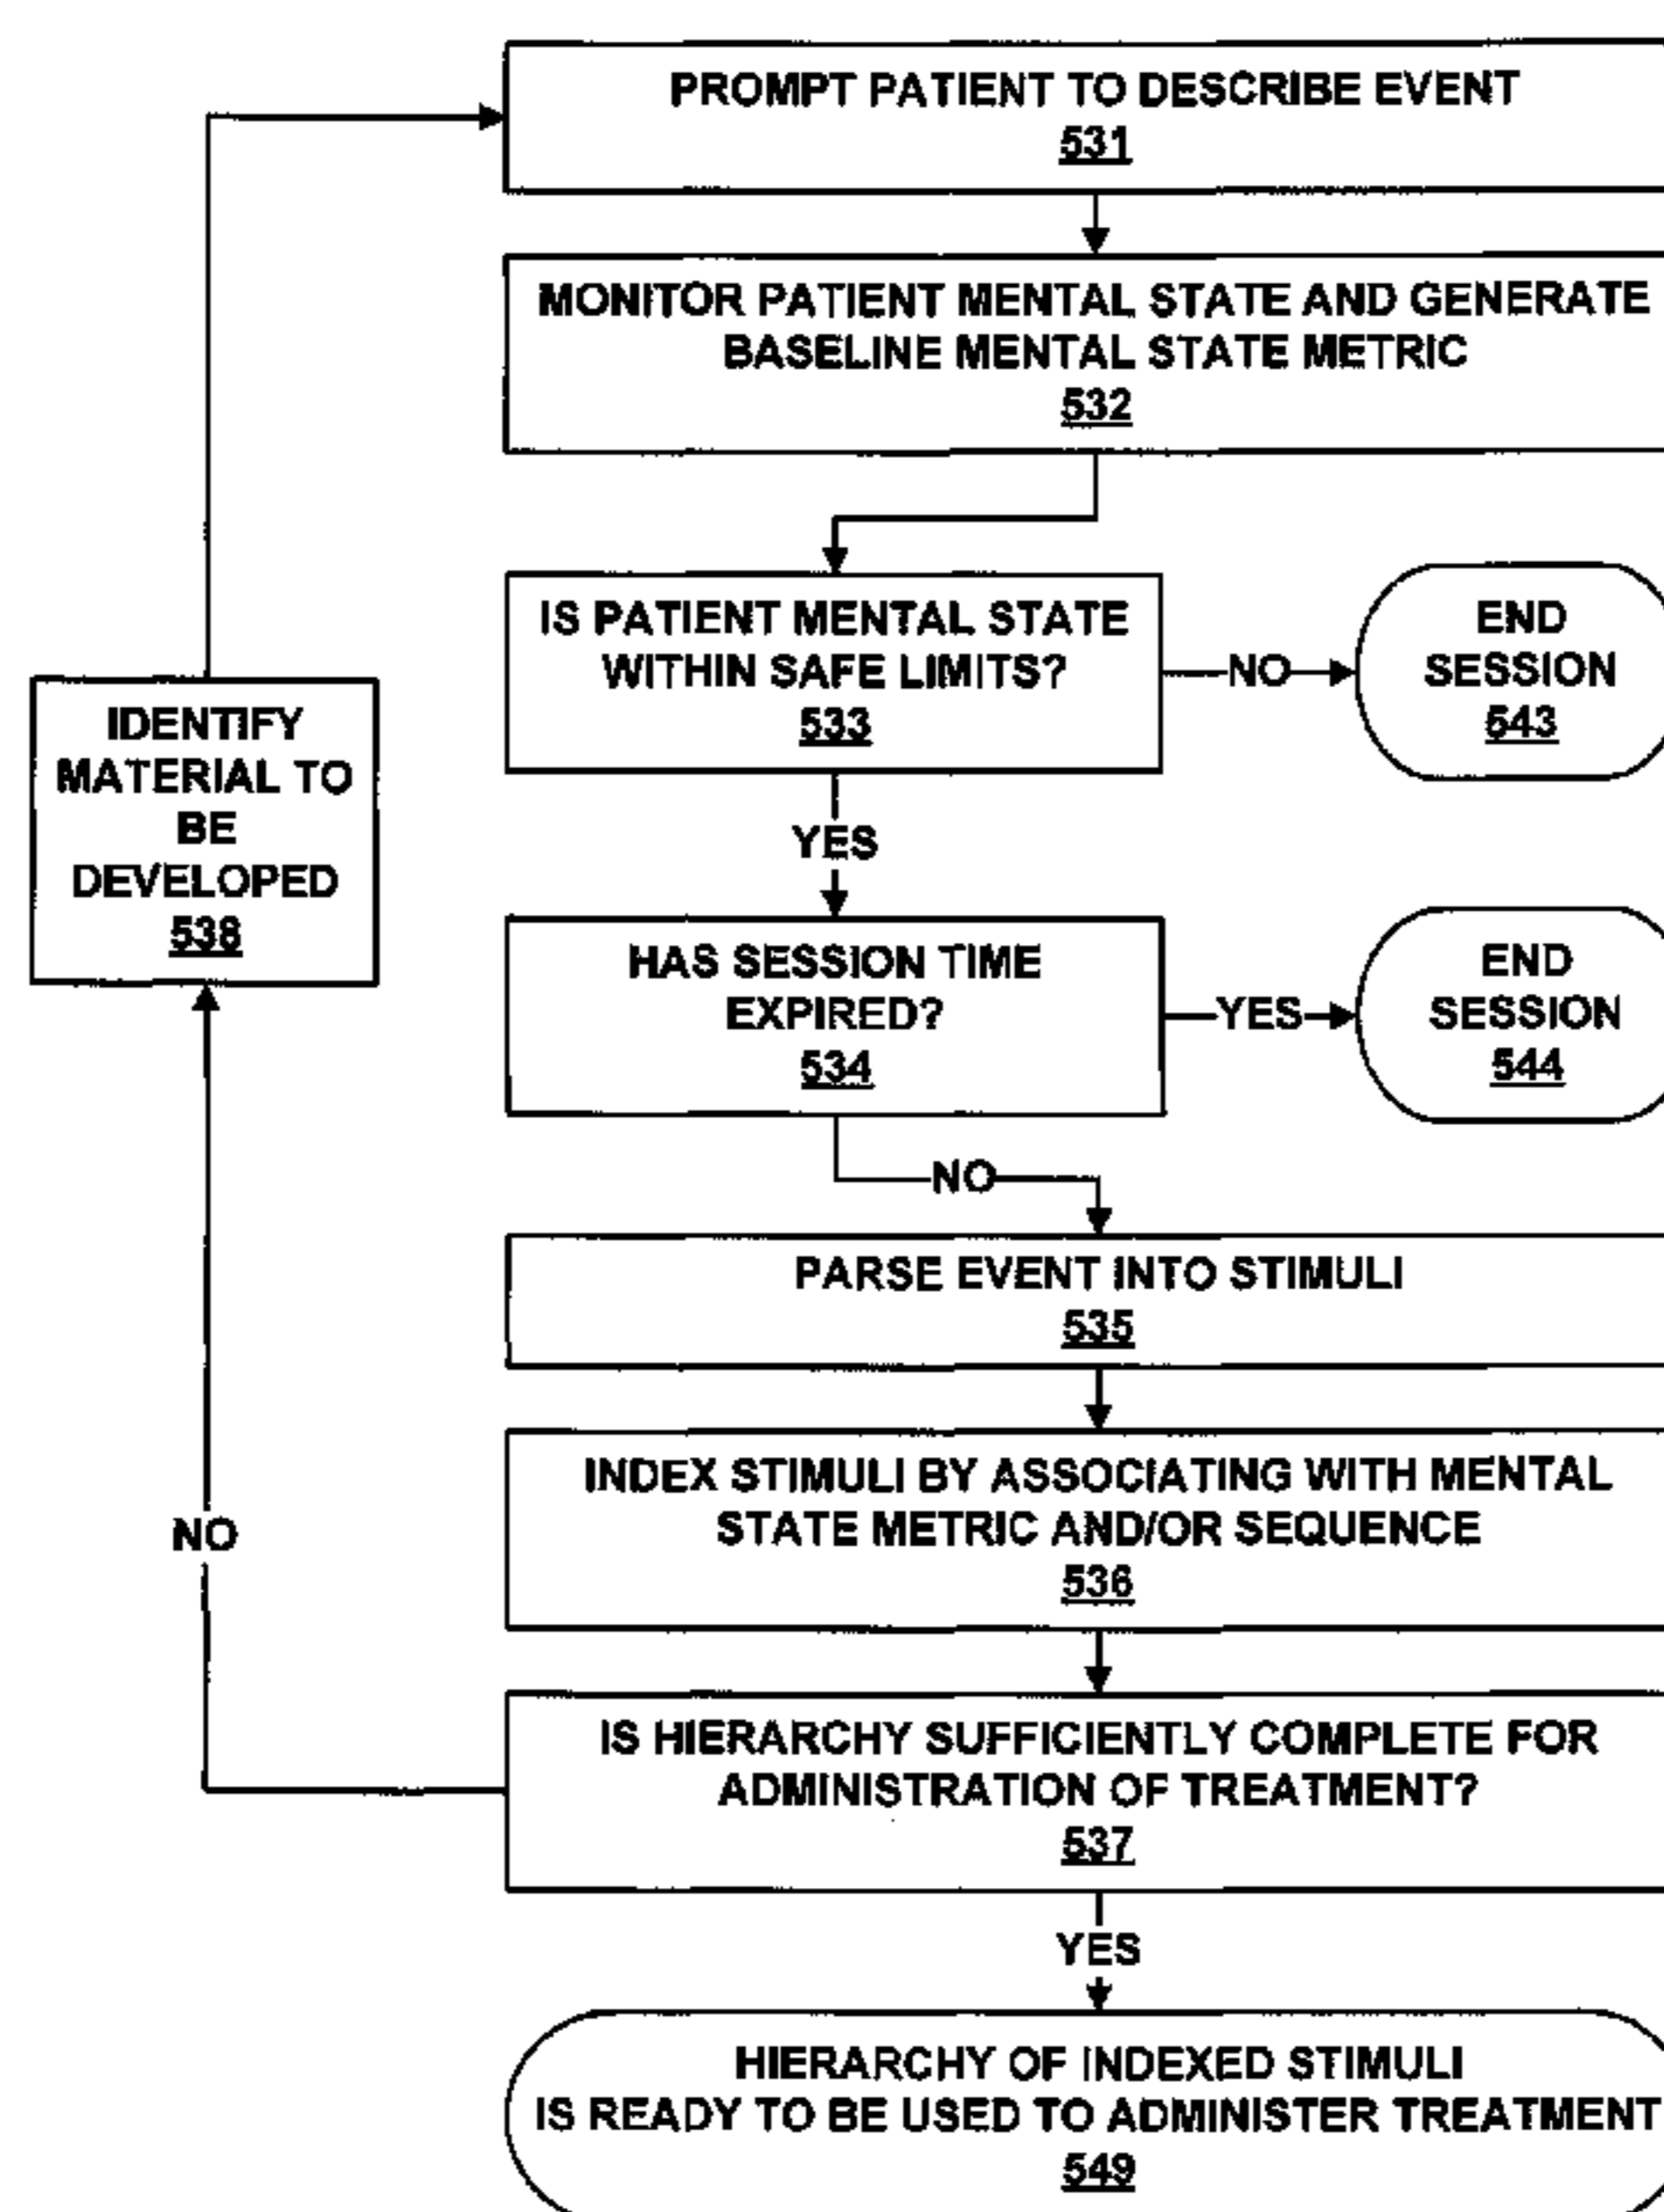 PROMPT PATIENT TO DESCRIBE EVENT
531
MONITOR PATIENT MENTAL STATE AND GENERATE
BASELINE MENTAL STATE METRIC
532
IS PATIENT MENTAL STATE
WITHIN SAFE LIMITS?
533
NO
END
SESSION
543
YES
HAS SESSION TIME
EXPIRED?
534
YES
END
SESSION
544
NO
PARSE EVENT INTO STIMULI
535
INDEX STIMULI BY ASSOCIATING WITH MENTAL
STATE METRIC AND/OR SEQUENCE
536
IS HIERARCHY SUFFICIENTLY COMPLETE FOR
ADMINISTRATION OF TREATMENT?
537
NO
IDENTIFY
MATERIAL TO
BE
DEVELOPED
538
YES
HIERARCHY OF INDEXED STIMULI
IS READY TO BE USED TO ADMINISTER TREATMENT
549